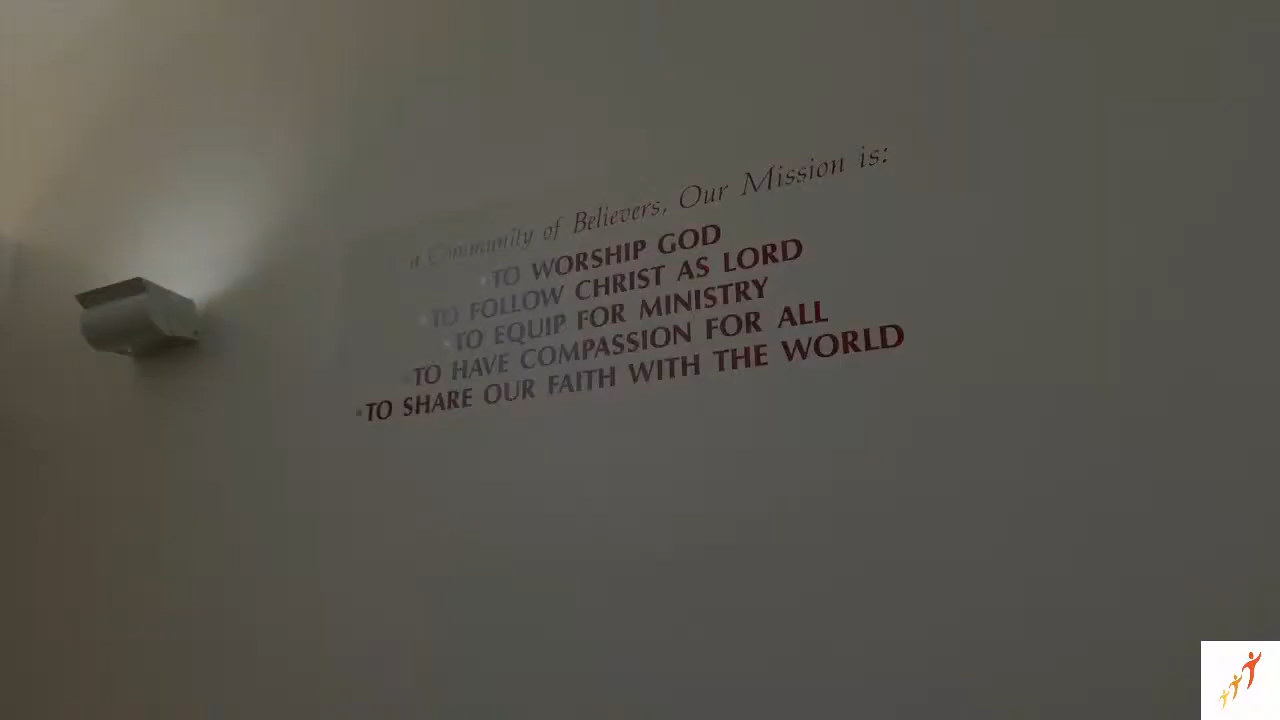 a Community of Believers, Our Mission is:
•TO WORSHIP GOD
•TO FOLLOW CHRIST AS LORD
•TO EQUIP FOR MINISTRY
•TO HAVE COMPASSION FOR ALL
•TO SHARE OUR FAITH WITH THE WORLD